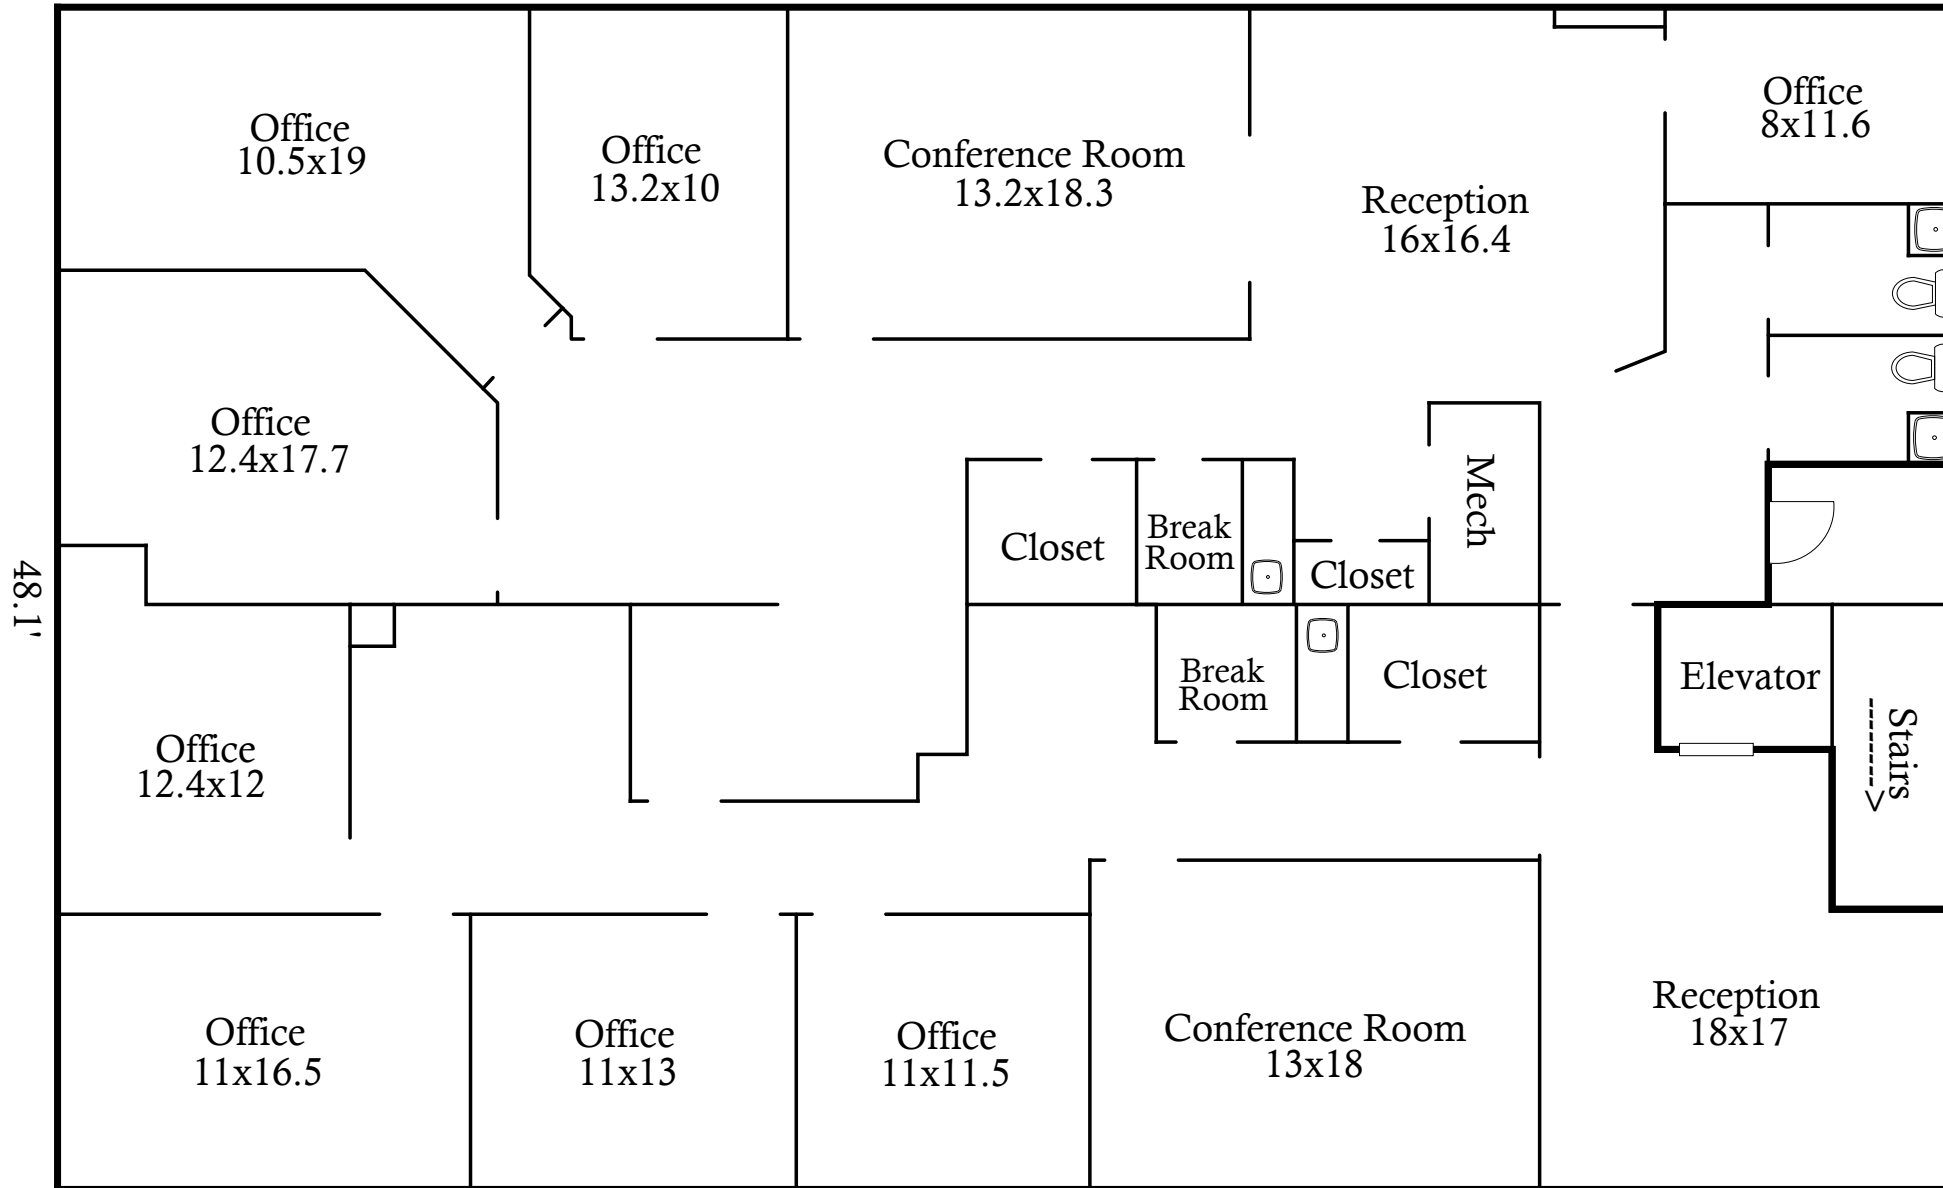 Office
10.5x19
Office
13.2x10
Conference Room
13.2x18.3
Reception
16x16.4
Office
8x11.6
Office
12.4x17.7
Mech
Closet
Break
Room
Closet
48.1'
Break
Room
Closet
Elevator
Stairs
------->
Office
12.4x12
Office
11x16.5
Office
11x13
Office
11x11.5
Conference Room
13x18
Reception
18x17